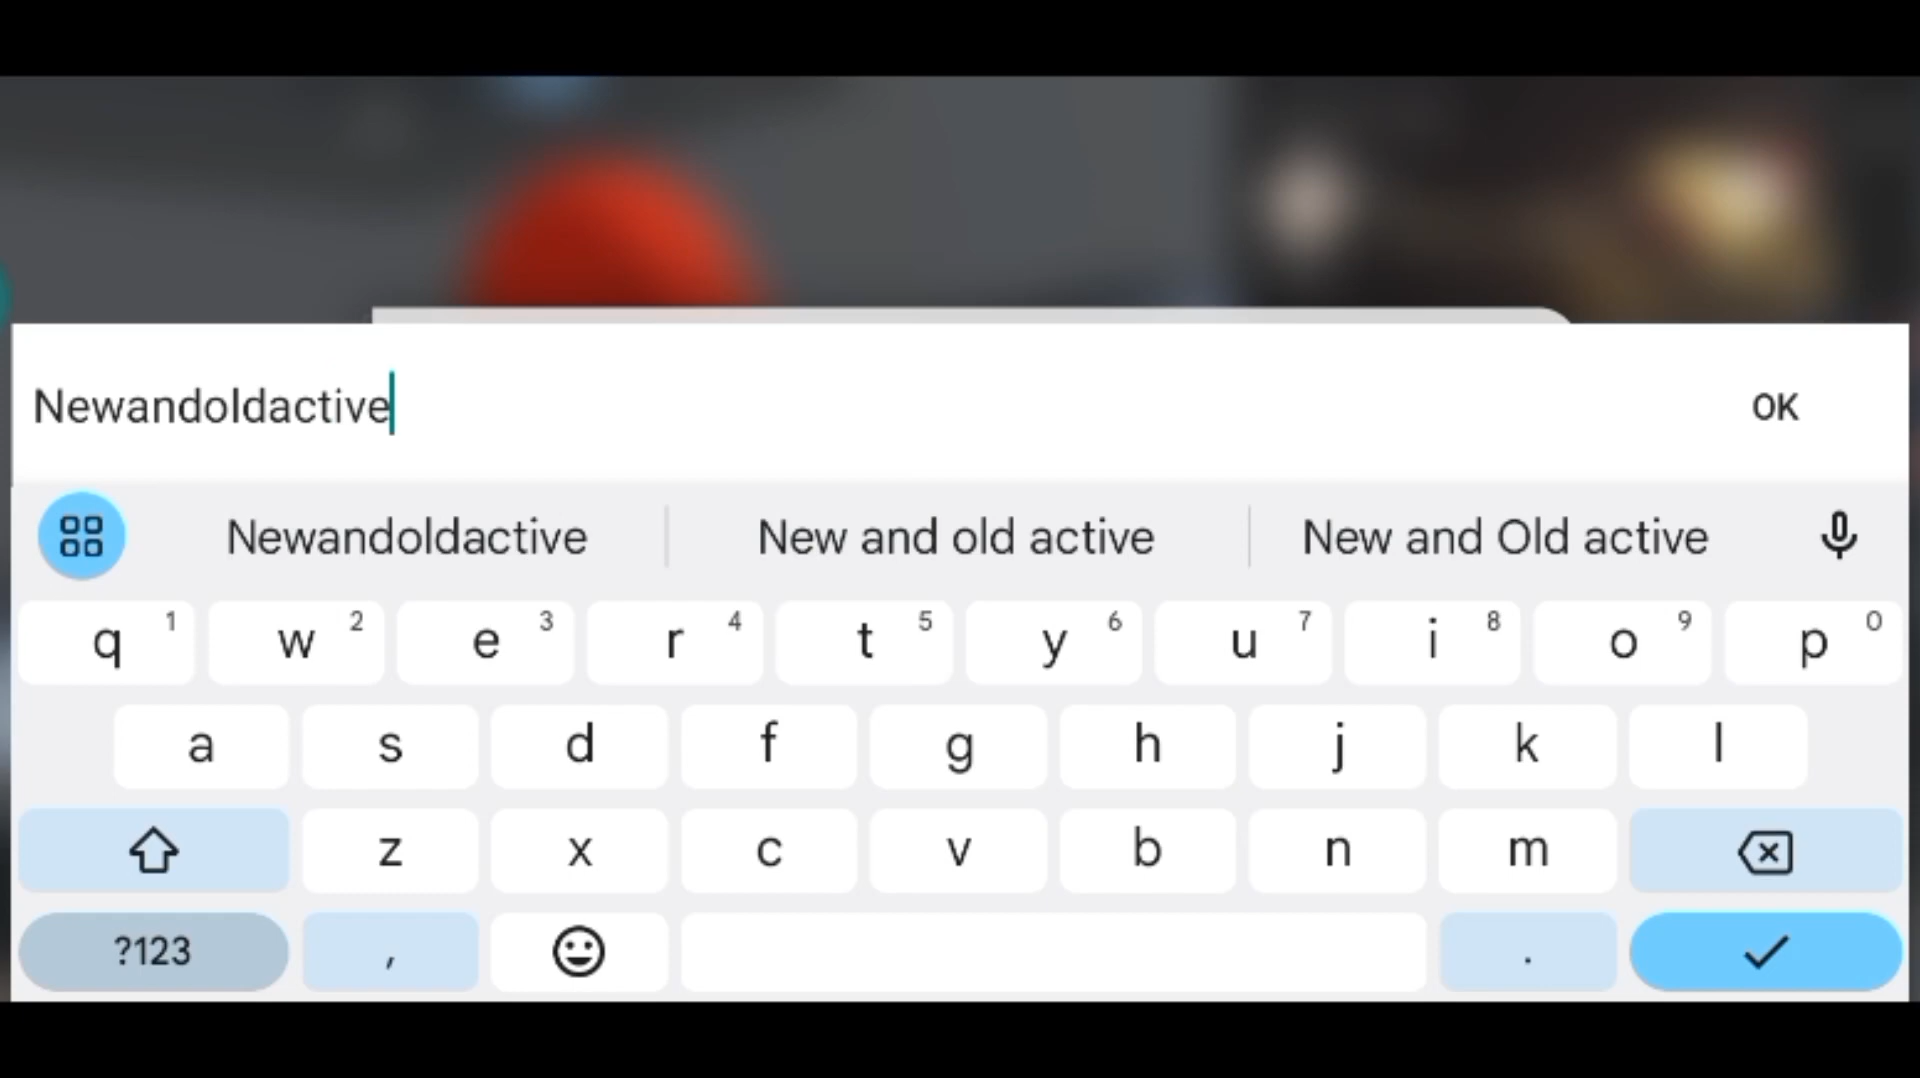 Newandoldactive OK
Newandoldactive New and old active New and Old active
q 1 w 2 e 3 r 4 t 5 y 6 u 7 i 8 o 9 p 0
a s d f g h j k l
z x c v b n m
?123 , .